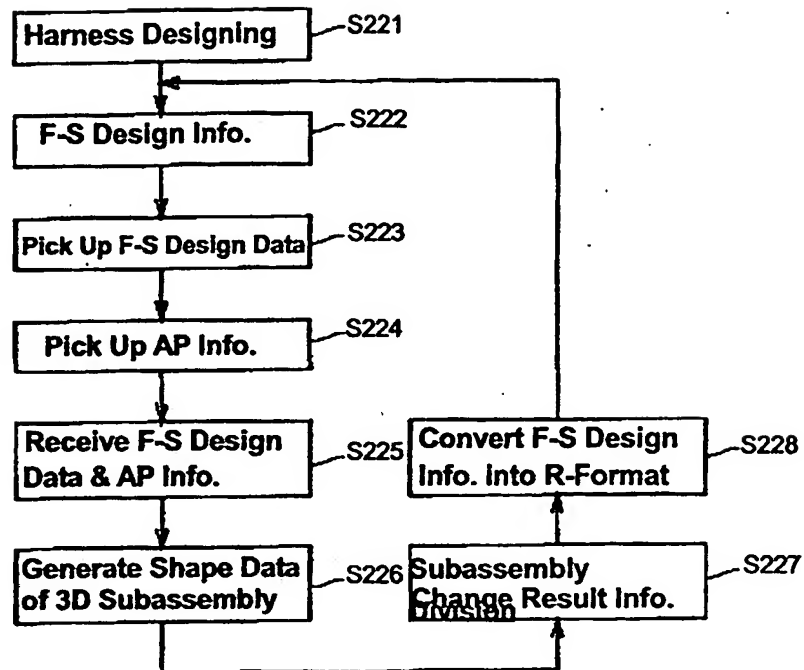 Harness Designing
S221
F-S Design Info.
S222
Pick Up F-S Design Data
S223
Pick Up AP Info.
S224
Receive F-S Design
Data & AP Info.
S225
Generate Shape Data
of 3D Subassembly
S226
Convert F-S Design
Info. into R-Format
S228
Subassembly
Division
Change Result Info.
S227